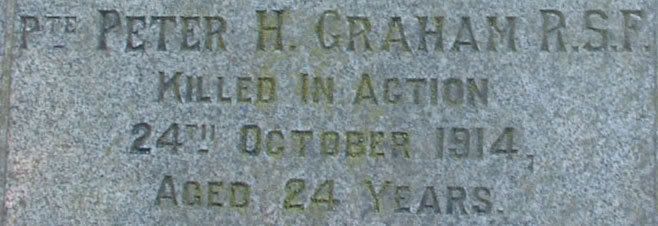 PTE PETER H. GRAHAM R.S.F.
KILLED IN ACTION
24TH OCTOBER 1914,
AGED 24 YEARS.